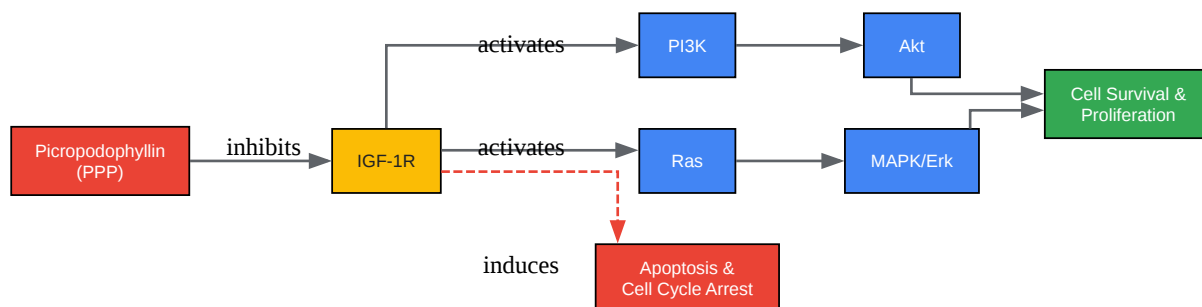 activates
PI3K
Akt
Cell Survival &
Proliferation
Picropodophyllin
(PPP)
inhibits
IGF-1R
activates
Ras
MAPK/Erk
induces
Apoptosis &
Cell Cycle Arrest